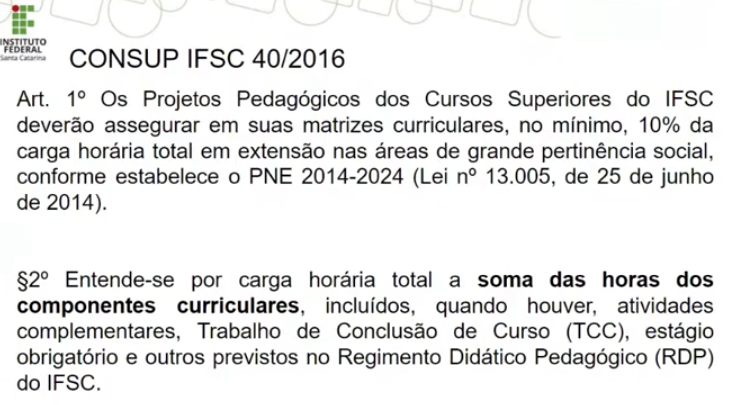 INSTITUTO
FEDERAL
Santa Catarina
CONSUP IFSC 40/2016
Art. 1º Os Projetos Pedagógicos dos Cursos Superiores do IFSC
deverão assegurar em suas matrizes curriculares, no mínimo, 10% da
carga horária total em extensão nas áreas de grande pertinência social,
conforme estabelece o PNE 2014-2024 (Lei nº 13.005, de 25 de junho
de 2014).
§2º Entende-se por carga horária total a soma das horas dos
componentes curriculares, incluídos, quando houver, atividades
complementares, Trabalho de Conclusão de Curso (TCC), estágio
obrigatório e outros previstos no Regimento Didático Pedagógico (RDP)
do IFSC.